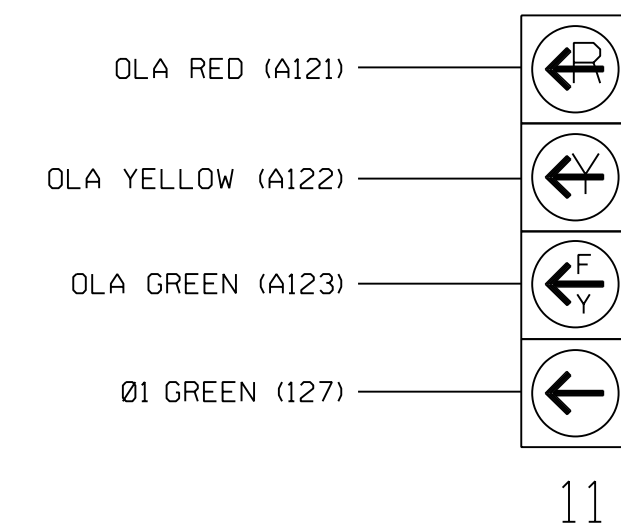 OLA RED (A121)
R
OLA YELLOW (A122)
Y
OLA GREEN (A123)
F
Y
Ø1 GREEN (127)
11